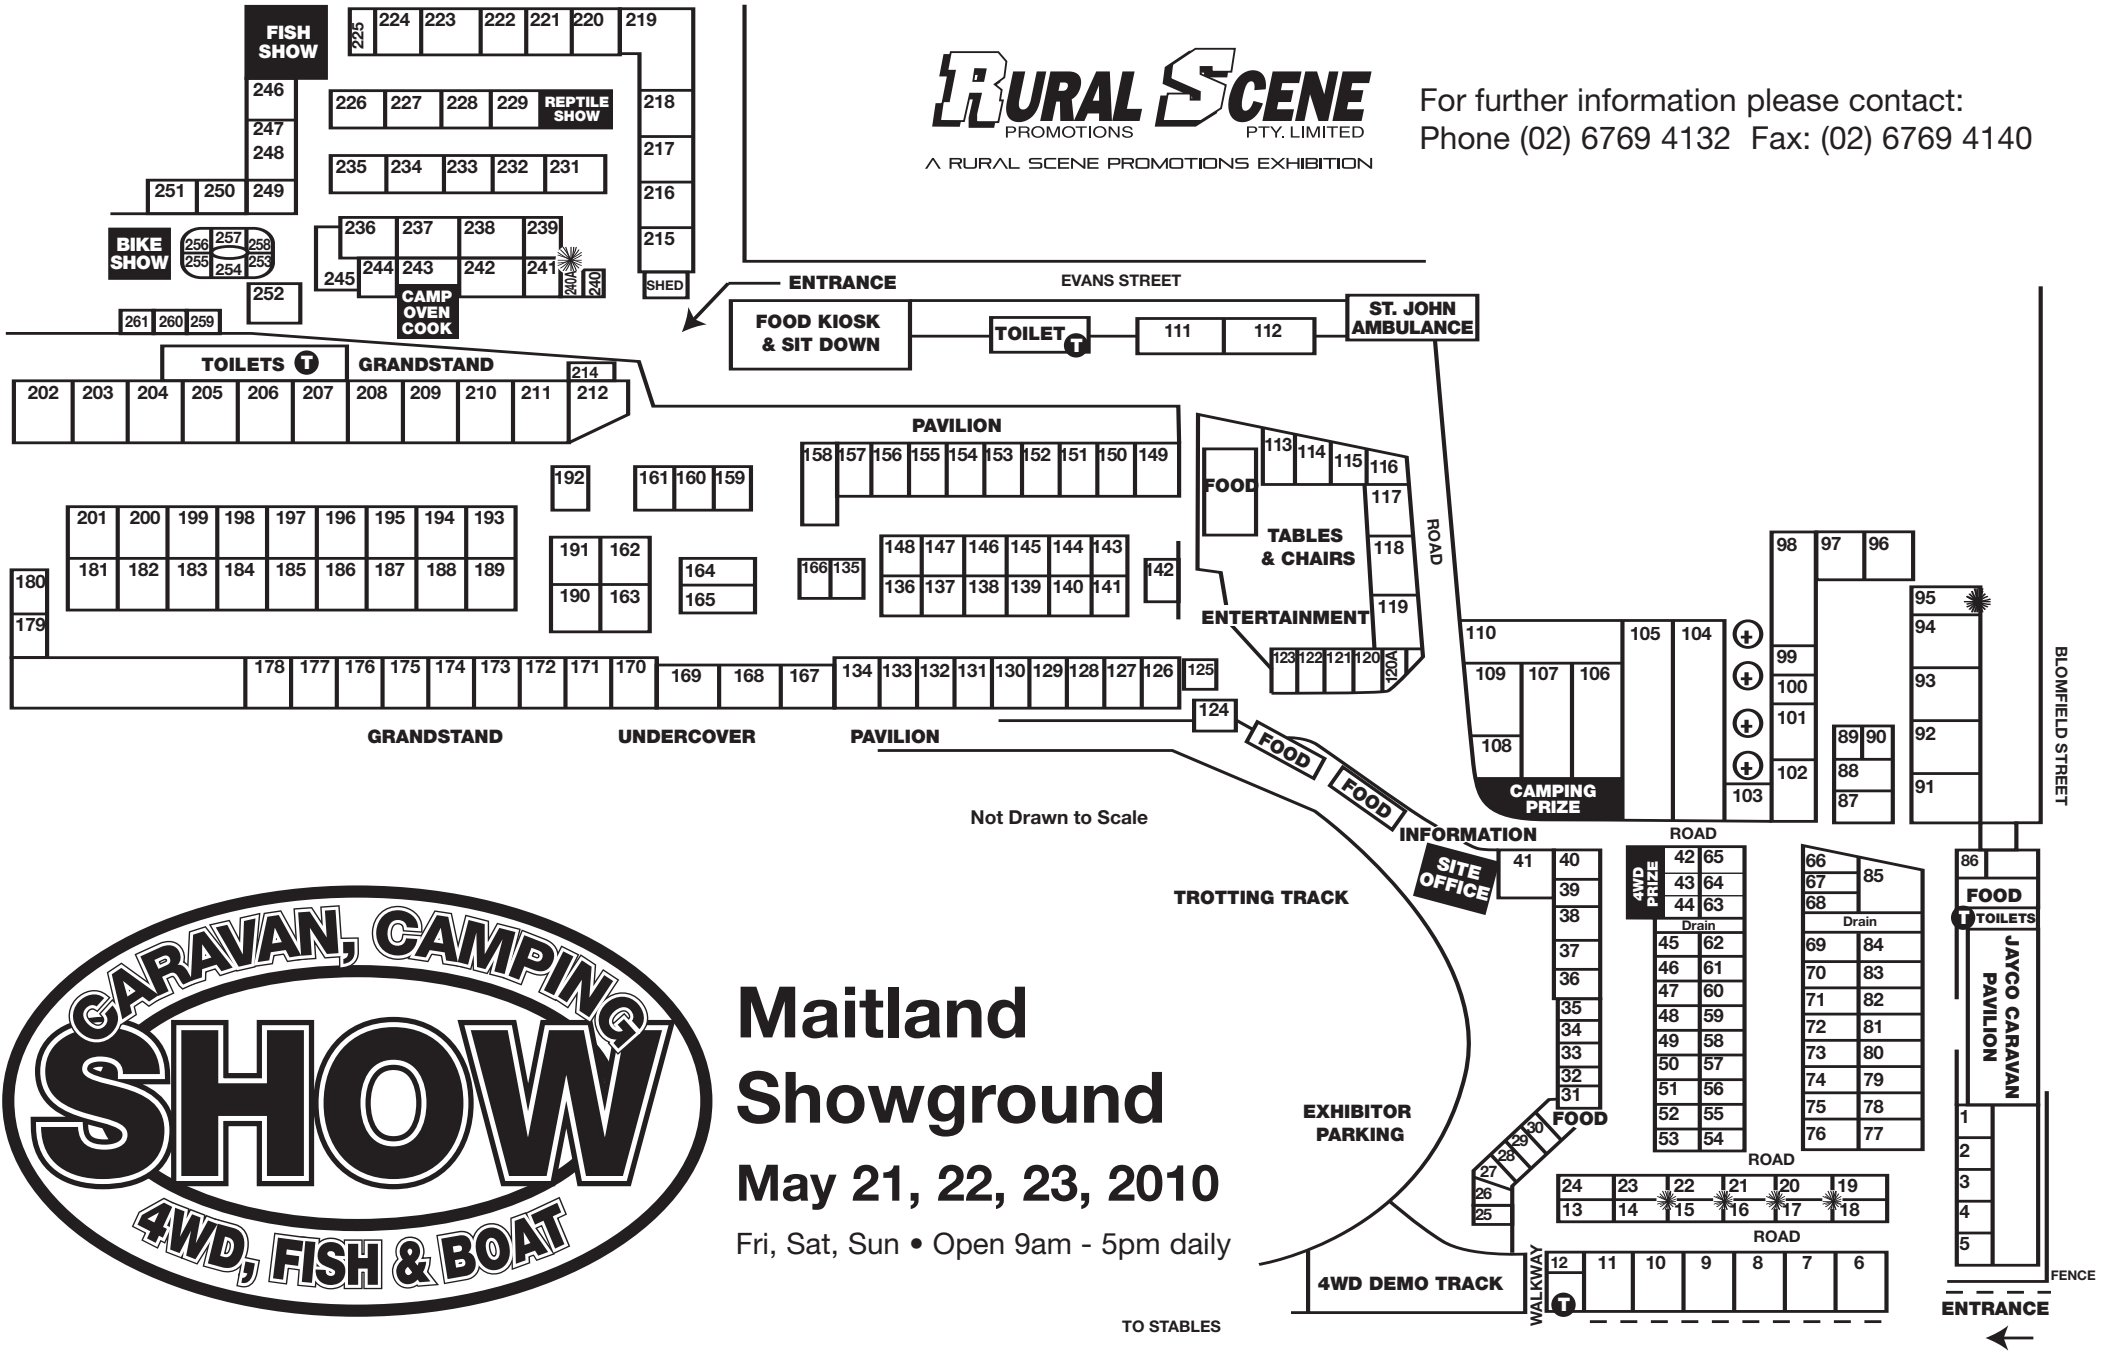 FISH
SHOW
225 224 223 222 221 220 219
246
247
248
226 227 228 229 REPTILE
SHOW
218
217
216
215
SHED
235 234 233 232 231
251 250 249
BIKE
SHOW
256 257 258
255 254 253
252
236 237 238 239
245 244 243 242 241 240A 240
CAMP
OVEN
COOK
261 260 259
RURAL SCENE
PROMOTIONS PTY. LIMITED
A RURAL SCENE PROMOTIONS EXHIBITION
For further information please contact:
Phone (02) 6769 4132 Fax: (02) 6769 4140
ENTRANCE
EVANS STREET
FOOD KIOSK
& SIT DOWN
TOILET T
111 112
ST. JOHN
AMBULANCE
TOILETS T GRANDSTAND
214
202 203 204 205 206 207 208 209 210 211 212
PAVILION
158 157 156 155 154 153 152 151 150 149
192
161 160 159
201 200 199 198 197 196 195 194 193
181 182 183 184 185 186 187 188 189
180
179
191 162
190 163
164
165
166 135
148 147 146 145 144 143
136 137 138 139 140 141
142
178 177 176 175 174 173 172 171 170 169 168 167 134 133 132 131 130 129 128 127 126 125
124
GRANDSTAND UNDERCOVER PAVILION
113 114 115 116
117
118
119
FOOD
TABLES
& CHAIRS
ENTERTAINMENT
123 122 121 120 120A
ROAD
FOOD
FOOD
110
109 107 106
108
CAMPING
PRIZE
105 104
103
98 97 96
99
100
101
102
95
94
93
92
91
89 90
88
87
BLOMFIELD STREET
Not Drawn to Scale
INFORMATION
SITE
OFFICE
ROAD
41 40
39
38
37
36
35
34
33
32
31
FOOD
30
29
28
27
26
25
4WD
PRIZE
42 65
43 64
44 63
Drain
45 62
46 61
47 60
48 59
49 58
50 57
51 56
52 55
53 54
66
67
68
85
Drain
69 84
70 83
71 82
72 81
73 80
74 79
75 78
76 77
86
FOOD
T TOILETS
JAYCO CARAVAN
PAVILION
1
2
3
4
5
TROTTING TRACK
EXHIBITOR
PARKING
ROAD
24 23 22 21 20 19
13 14 15 16 17 18
ROAD
12 11 10 9 8 7 6
T
WALKWAY
4WD DEMO TRACK
TO STABLES
FENCE
ENTRANCE
CARAVAN, CAMPING
SHOW
4WD, FISH & BOAT
Maitland
Showground
May 21, 22, 23, 2010
Fri, Sat, Sun • Open 9am - 5pm daily